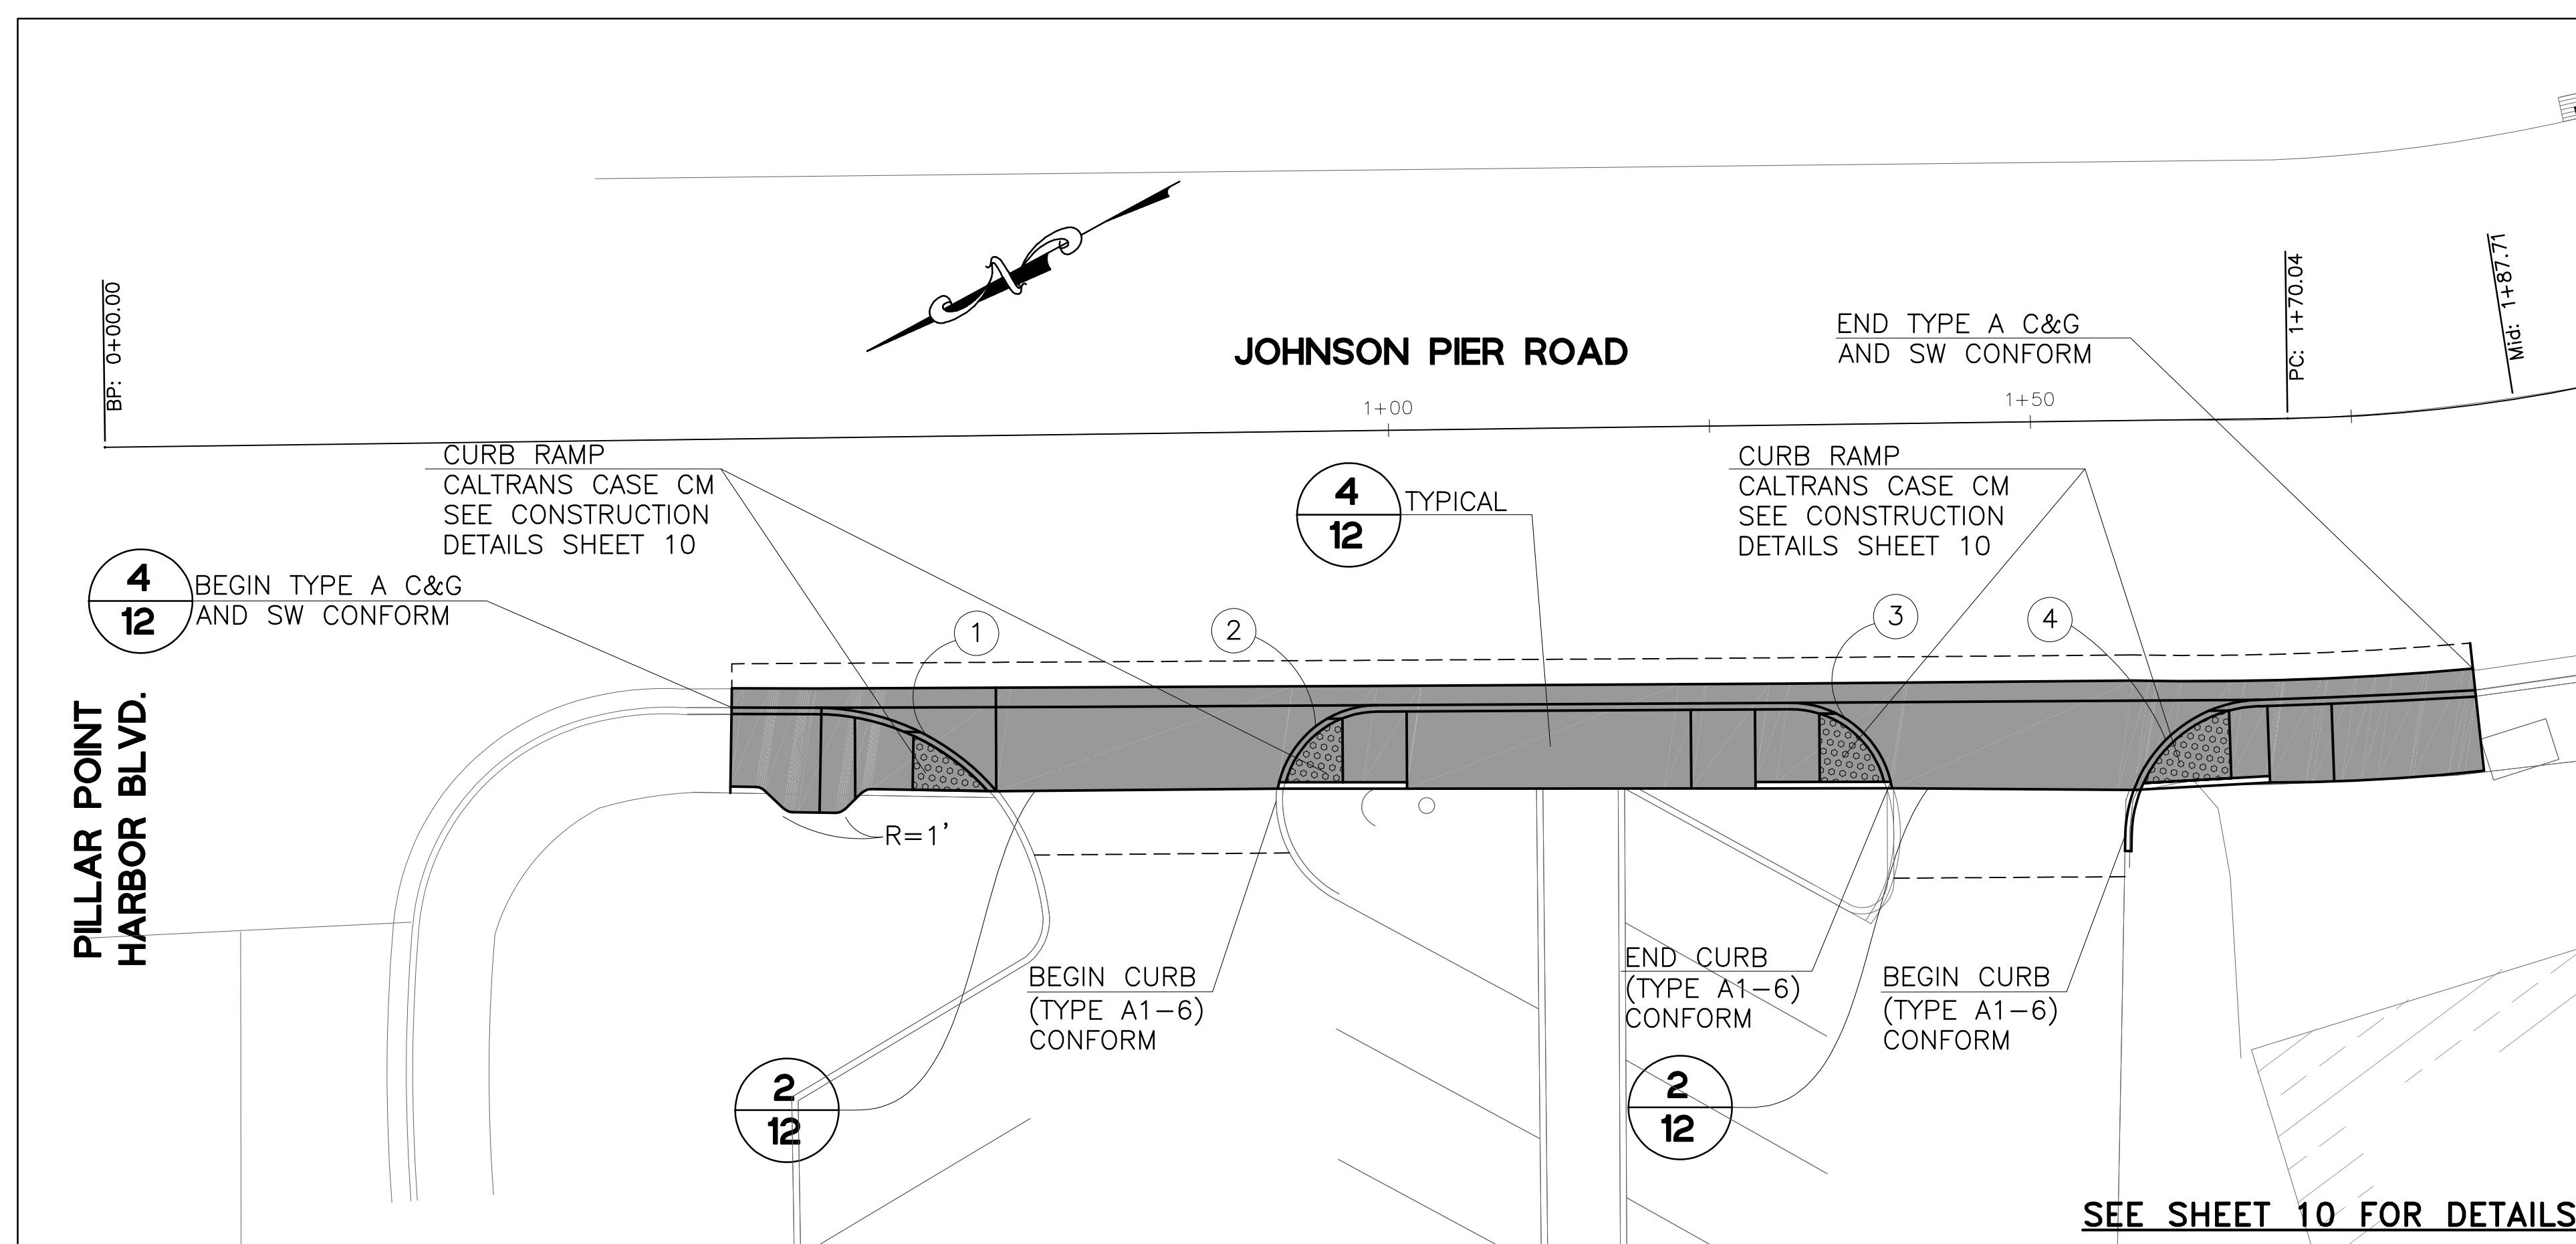 BP: 0+00.00
JOHNSON PIER ROAD
END TYPE A C&G
AND SW CONFORM
PC: 1+70.04
Mid: 1+87.71
1+00
1+50
CURB RAMP
CALTRANS CASE CM
SEE CONSTRUCTION
DETAILS SHEET 10
4
12
TYPICAL
CURB RAMP
CALTRANS CASE CM
SEE CONSTRUCTION
DETAILS SHEET 10
4
12
BEGIN TYPE A C&G
AND SW CONFORM
1
2
3
4
PILLAR POINT
HARBOR BLVD.
R=1'
BEGIN CURB
(TYPE A1-6)
CONFORM
END CURB
(TYPE A1-6)
CONFORM
BEGIN CURB
(TYPE A1-6)
CONFORM
2
12
2
12
SEE SHEET 10 FOR DETAILS